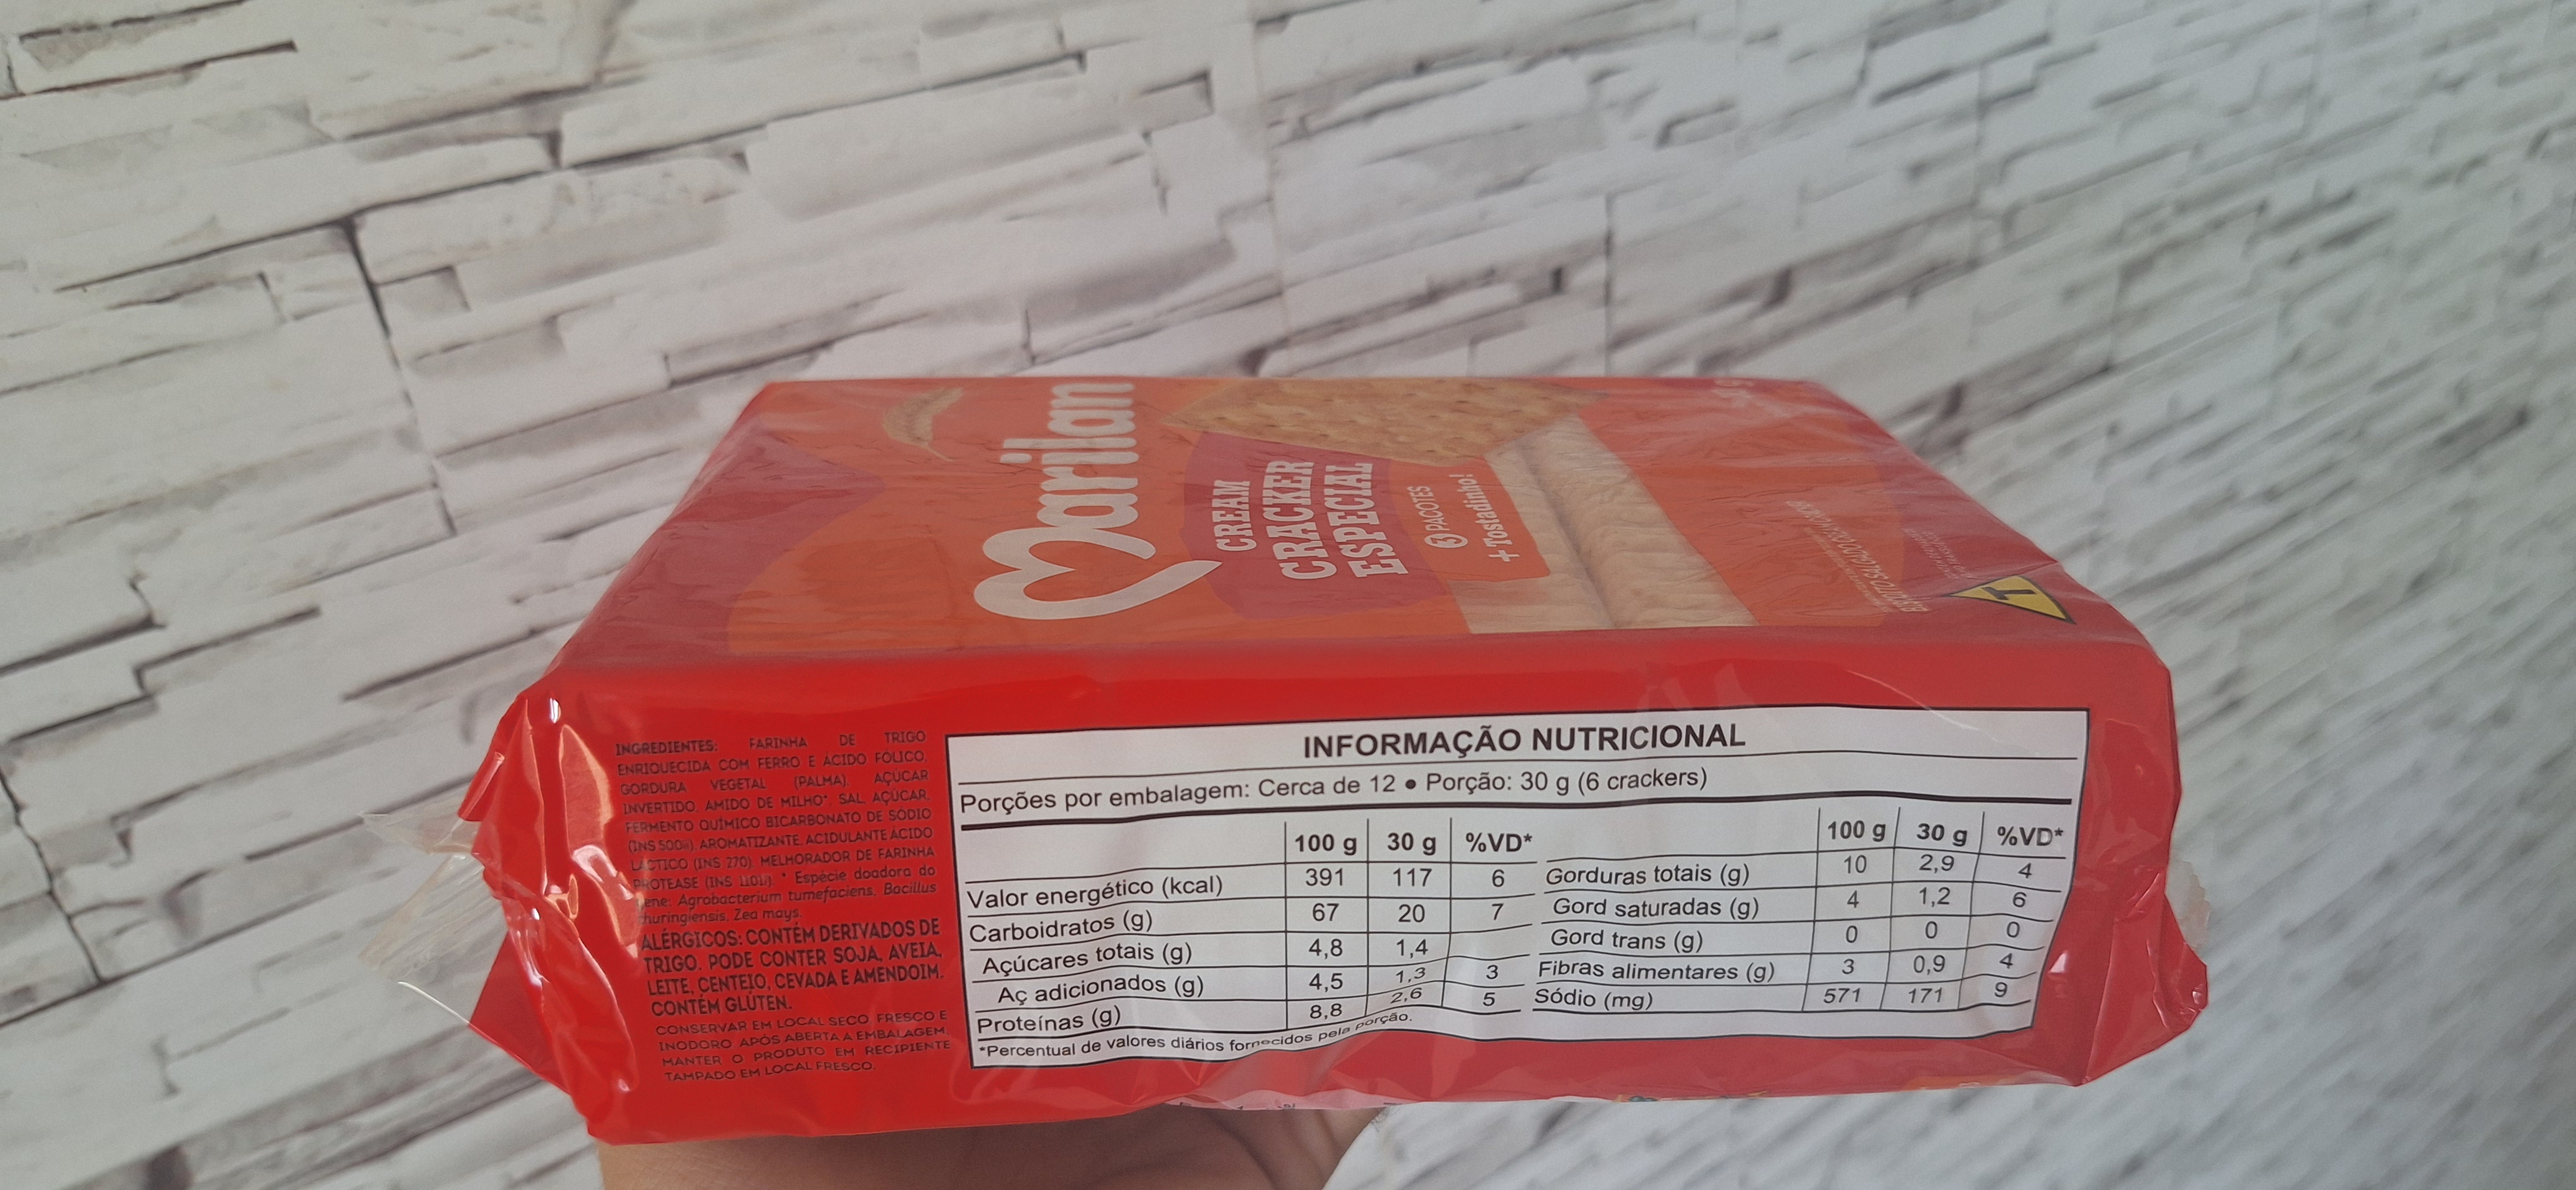 Marilan
CREAM
CRACKER
ESPECIAL
3 PACOTES
+ Tostadinho!
BISCOITO SALGADO
T
INGREDIENTES: FARINHA DE TRIGO
ENRIQUECIDA COM FERRO E ÁCIDO FÓLICO,
GORDURA VEGETAL (PALMA), AÇÚCAR
INVERTIDO, AMIDO DE MILHO*, SAL, AÇÚCAR,
FERMENTO QUÍMICO BICARBONATO DE SÓDIO
(INS 500ii), AROMATIZANTE, ACIDULANTE ÁCIDO
LÁCTICO (INS 270), MELHORADOR DE FARINHA
PROTEASE (INS 1101i). * Espécie doadora do
gene: Agrobacterium tumefaciens, Bacillus
thuringiensis, Zea mays.
ALÉRGICOS: CONTÉM DERIVADOS DE
TRIGO. PODE CONTER SOJA, AVEIA,
LEITE, CENTEIO, CEVADA E AMENDOIM.
CONTÉM GLÚTEN.
CONSERVAR EM LOCAL SECO, FRESCO E
INODORO. APÓS ABERTA A EMBALAGEM,
MANTER O PRODUTO EM RECIPIENTE
TAMPADO EM LOCAL FRESCO.
INFORMAÇÃO NUTRICIONAL
Porções por embalagem: Cerca de 12 • Porção: 30 g (6 crackers)
100 g 30 g %VD*
Valor energético (kcal) 391 117 6
Carboidratos (g) 67 20 7
Açúcares totais (g) 4,8 1,4
Aç adicionados (g) 4,5 1,3 3
Proteínas (g) 8,8 2,6 5
100 g 30 g %VD*
Gorduras totais (g) 10 2,9 4
Gord saturadas (g) 4 1,2 6
Gord trans (g) 0 0 0
Fibras alimentares (g) 3 0,9 4
Sódio (mg) 571 171 9
*Percentual de valores diários fornecidos pela porção.